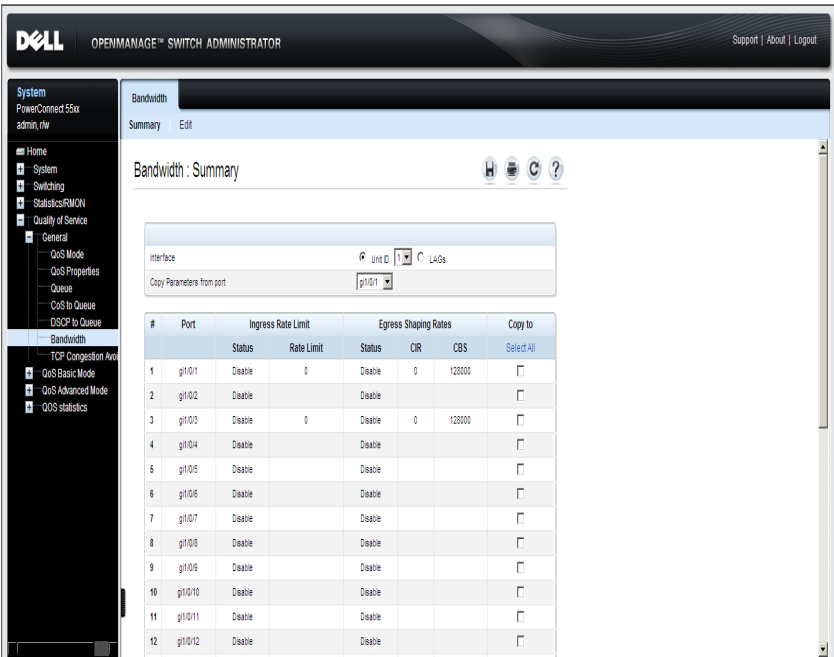 DELL OPENMANAGE™ SWITCH ADMINISTRATOR
Support | About | Logout
System
PowerConnect 55xx
admin, r/w
Home
System
Switching
Statistics/RMON
Quality of Service
General
QoS Mode
QoS Properties
Queue
CoS to Queue
DSCP to Queue
Bandwidth
TCP Congestion Avoi
QoS Basic Mode
QoS Advanced Mode
QOS statistics
Bandwidth
Summary | Edit
Bandwidth : Summary
Interface Unit ID 1 LAGs
Copy Parameters from port gi1/0/1
# Port Ingress Rate Limit Egress Shaping Rates Copy to
Status Rate Limit Status CIR CBS Select All
1 gi1/0/1 Disable 0 Disable 0 128000
2 gi1/0/2 Disable Disable
3 gi1/0/3 Disable 0 Disable 0 128000
4 gi1/0/4 Disable Disable
5 gi1/0/5 Disable Disable
6 gi1/0/6 Disable Disable
7 gi1/0/7 Disable Disable
8 gi1/0/8 Disable Disable
9 gi1/0/9 Disable Disable
10 gi1/0/10 Disable Disable
11 gi1/0/11 Disable Disable
12 gi1/0/12 Disable Disable